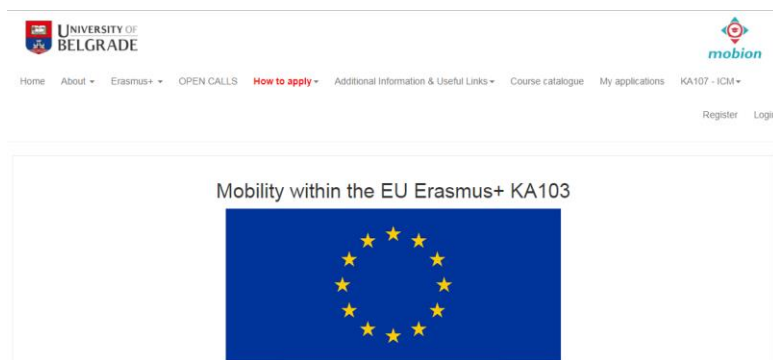 UNIVERSITY OF
BELGRADE
mobion
Home About Erasmus+ OPEN CALLS How to apply Additional Information & Useful Links Course catalogue My applications KA107 - ICM
Register Login
Mobility within the EU Erasmus+ KA103